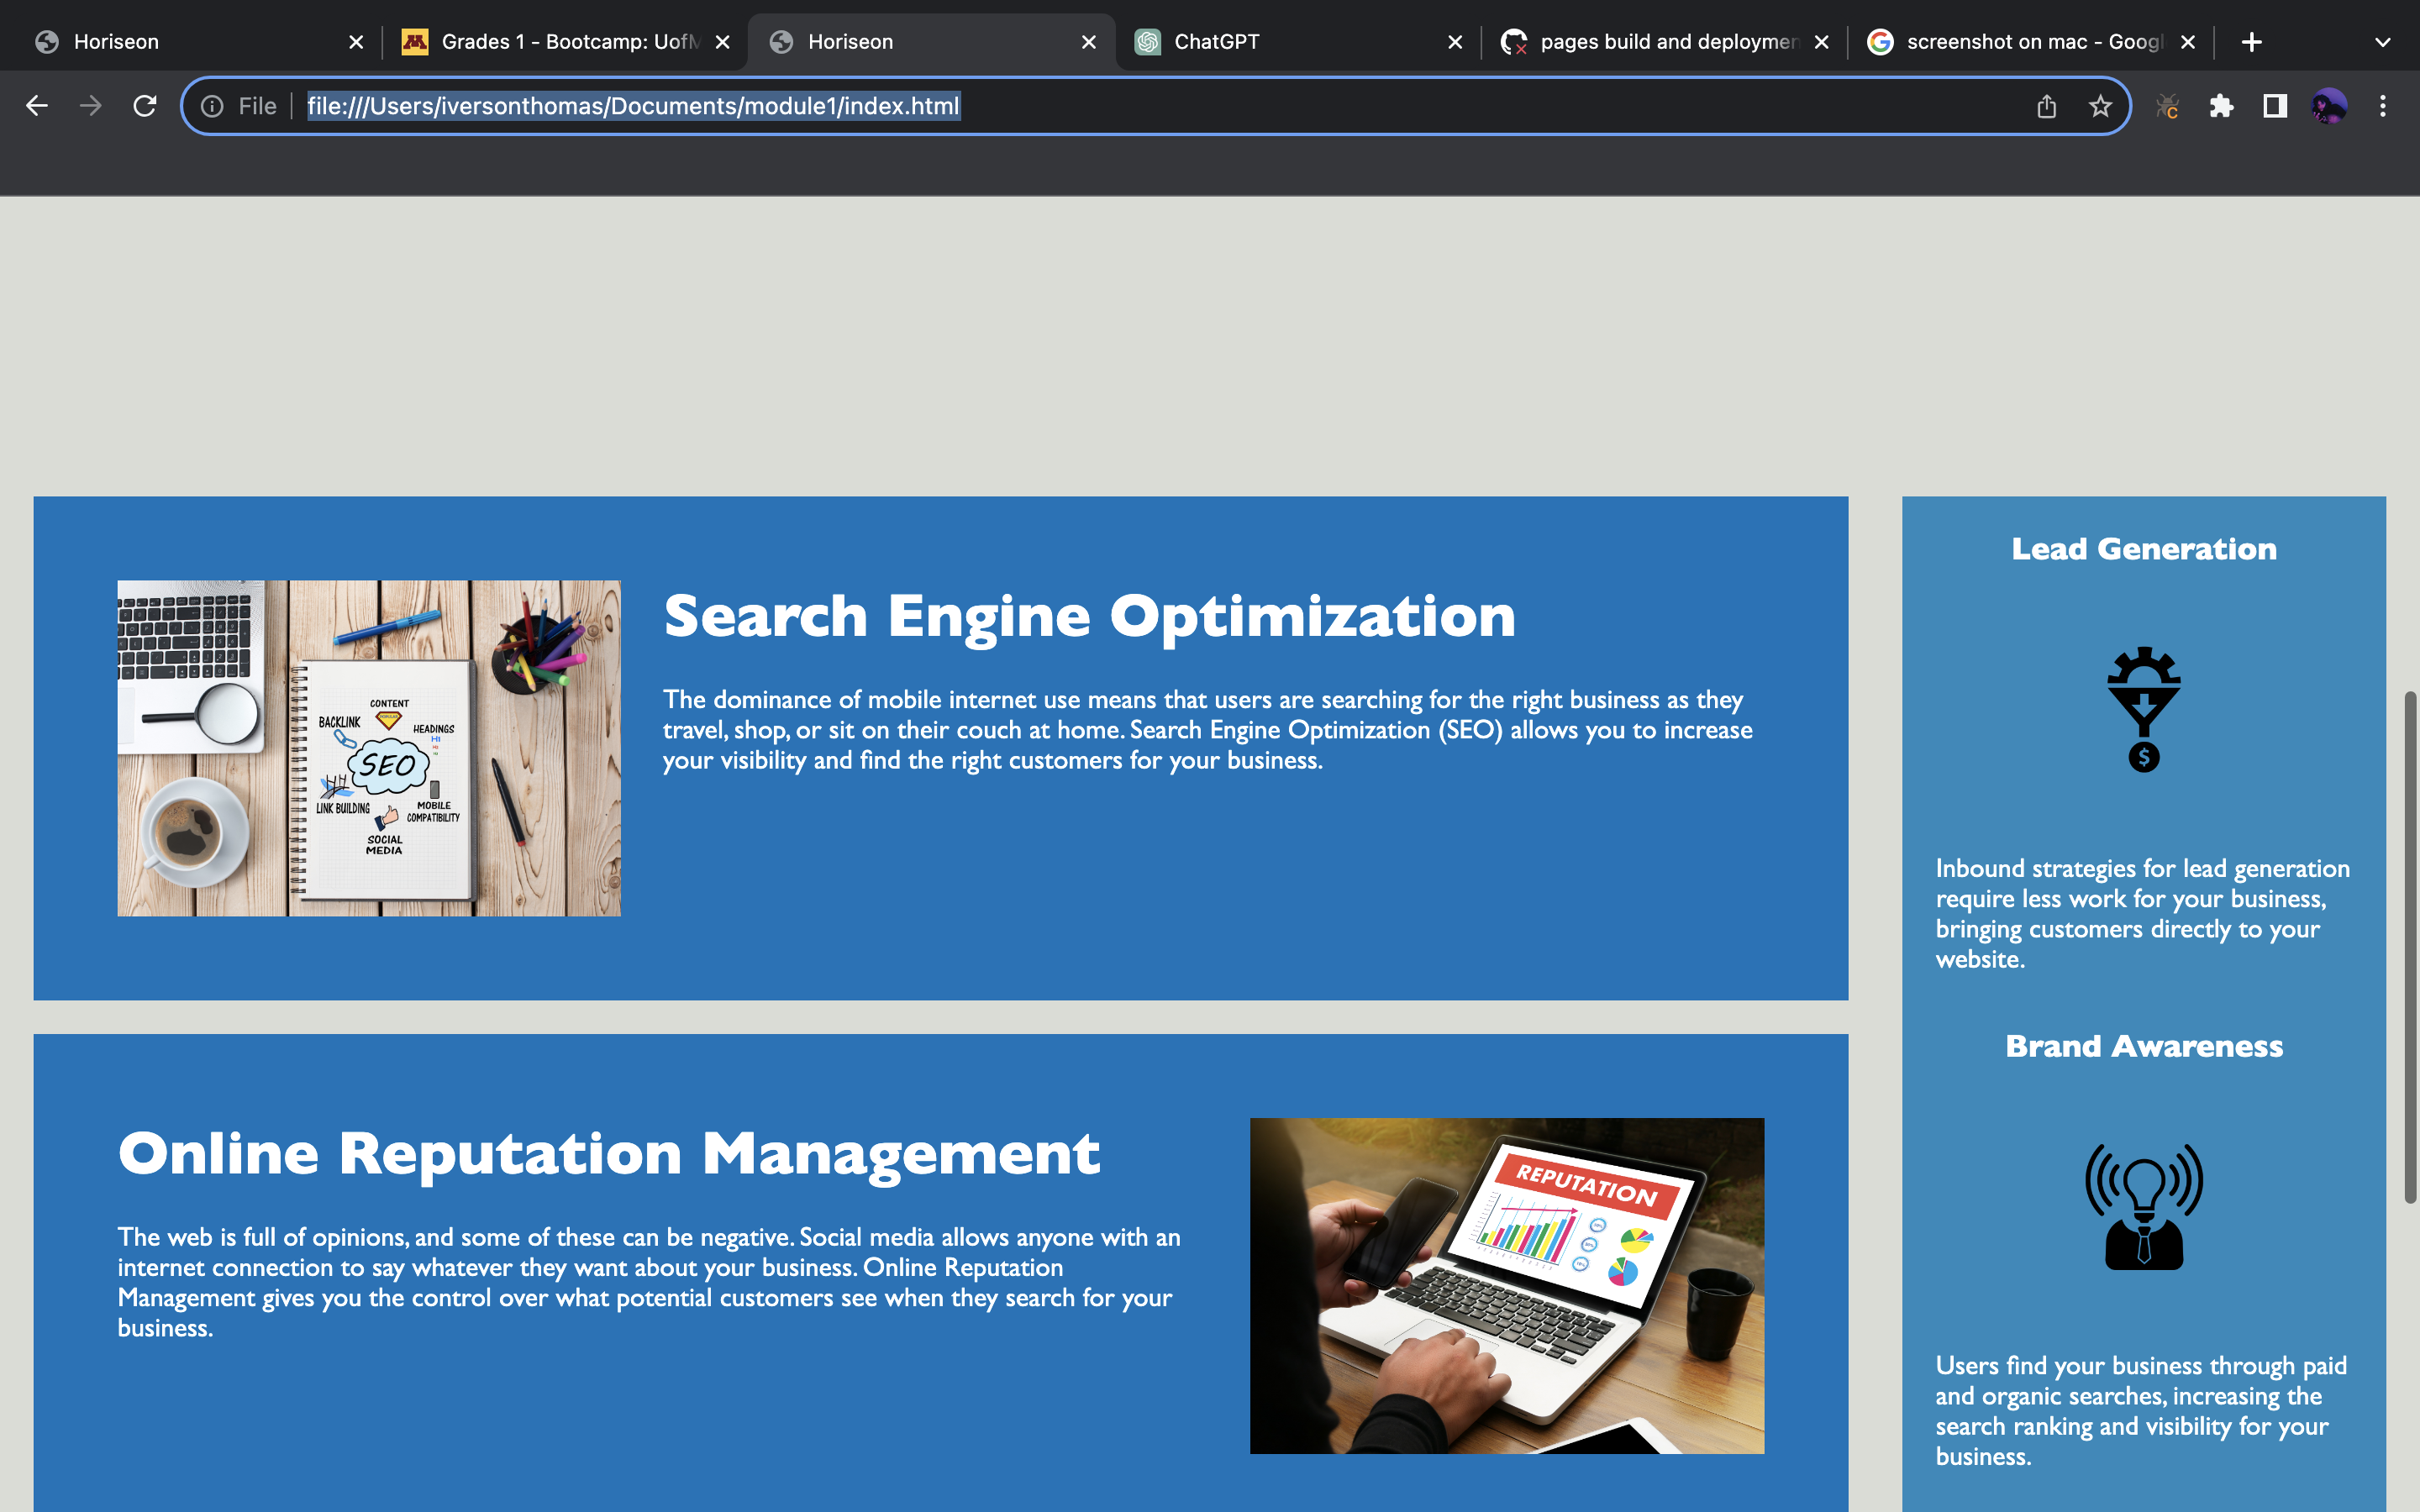 Horiseon
Grades 1 - Bootcamp: UofM
Horiseon
ChatGPT
pages build and deploymen
screenshot on mac - Googl
File
file:///Users/iversonthomas/Documents/module1/index.html
Search Engine Optimization
The dominance of mobile internet use means that users are searching for the right business as they
travel, shop, or sit on their couch at home. Search Engine Optimization (SEO) allows you to increase
your visibility and find the right customers for your business.
CONTENT
BACKLINK
HEADINGS
H1
SEO
LINK BUILDING
MOBILE
COMPATIBILITY
SOCIAL
MEDIA
Online Reputation Management
The web is full of opinions, and some of these can be negative. Social media allows anyone with an
internet connection to say whatever they want about your business. Online Reputation
Management gives you the control over what potential customers see when they search for your
business.
REPUTATION
Lead Generation
$
Inbound strategies for lead generation
require less work for your business,
bringing customers directly to your
website.
Brand Awareness
Users find your business through paid
and organic searches, increasing the
search ranking and visibility for your
business.